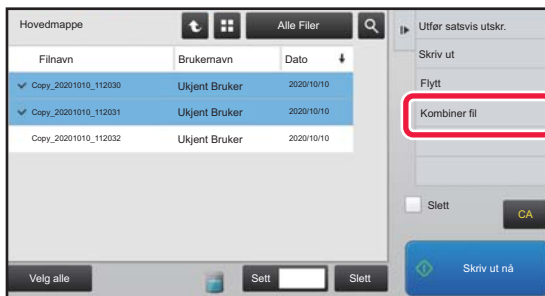 Hovedmappe
Alle Filer
Filnavn Brukernavn Dato
Copy_20201010_112030 Ukjent Bruker 2020/10/10
Copy_20201010_112031 Ukjent Bruker 2020/10/10
Copy_20201010_112032 Ukjent Bruker 2020/10/10
Velg alle
Sett
Slett
Utfør satsvis utskr.
Skriv ut
Flytt
Kombiner fil
Slett
CA
Skriv ut nå